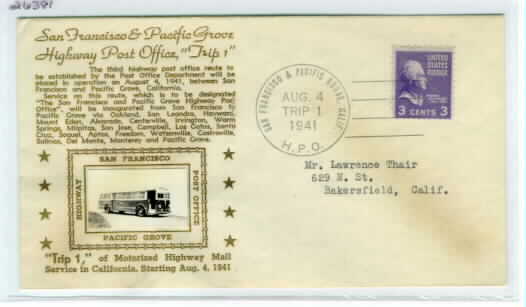 26381
San Francisco & Pacific Grove
Highway Post Office, "Trip 1"
The third highway post office route to
be established by the Post Office Department will be
placed in operation on August 4, 1941, between San
Francisco and Pacific Grove, California.
Service on this route, which is to be designated
"The San Francisco and Pacific Grove Highway Post
Office", will be inaugurated from San Francisco to
Pacific Grove via Oakland, San Leandro, Hayward,
Mount Eden, Alvarado, Centerville, Irvington, Warm
Springs, Milpitas, San Jose, Campbell, Los Gatos, Santa
Cruz, Soquel, Aptos, Freedom, Watsonville, Castroville,
Salinas, Del Monte, Monterey and Pacific Grove.
SAN FRANCISCO
HIGHWAY
POST OFFICE
PACIFIC GROVE
"Trip 1," of Motorized Highway Mail
Service in California. Starting Aug. 4, 1941
SAN FRANCISCO & PACIFIC GROVE, CALIF.
AUG. 4
TRIP 1
1941
H.P.O.
UNITED
STATES
POSTAGE
3 CENTS 3
Mr. Lawrence Thair
629 N. St.
Bakersfield, Calif.